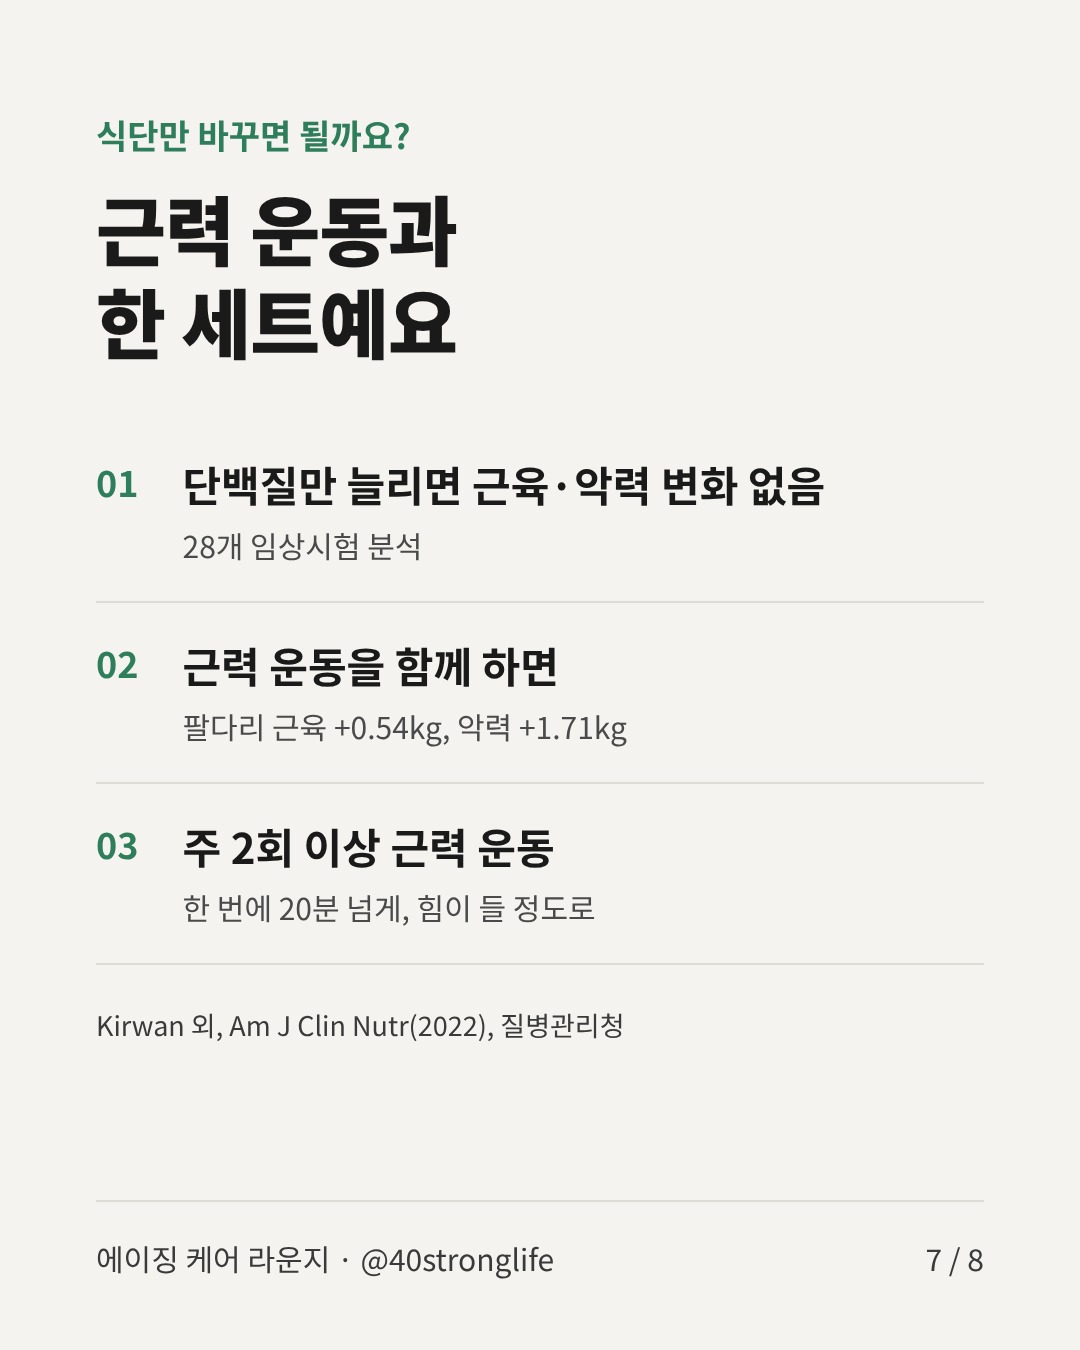 식단만 바꾸면 될까요?
근력 운동과
한 세트예요
01 단백질만 늘리면 근육·악력 변화 없음
28개 임상시험 분석
02 근력 운동을 함께 하면
팔다리 근육 +0.54kg, 악력 +1.71kg
03 주 2회 이상 근력 운동
한 번에 20분 넘게, 힘이 들 정도로
Kirwan 외, Am J Clin Nutr(2022), 질병관리청
에이징 케어 라운지 · @40stronglife 7 / 8